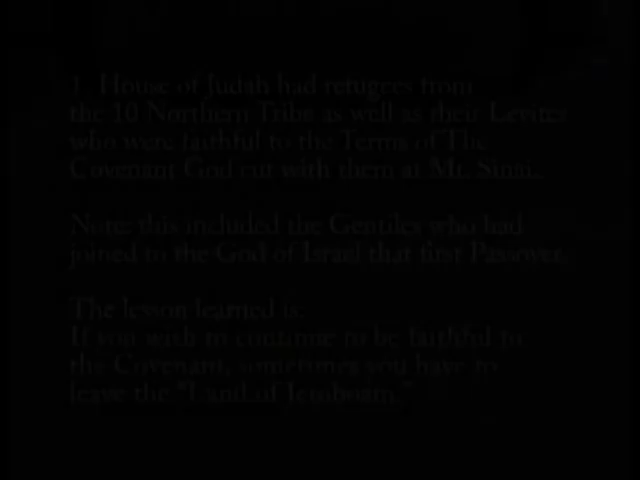 1. House of Judah had refugees from
the 10 Northern Tribs as well as their Levites
who were faithful to the Terms of The
Covenant God cut with them at Mt. Sinai.
Note: this included the Gentiles who had
joined to the God of Israel that first Passover.
The lesson learned is:
If you wish to continue to be faithful to
the Covenant, sometimes you have to
leave the "Land of Jeroboam."